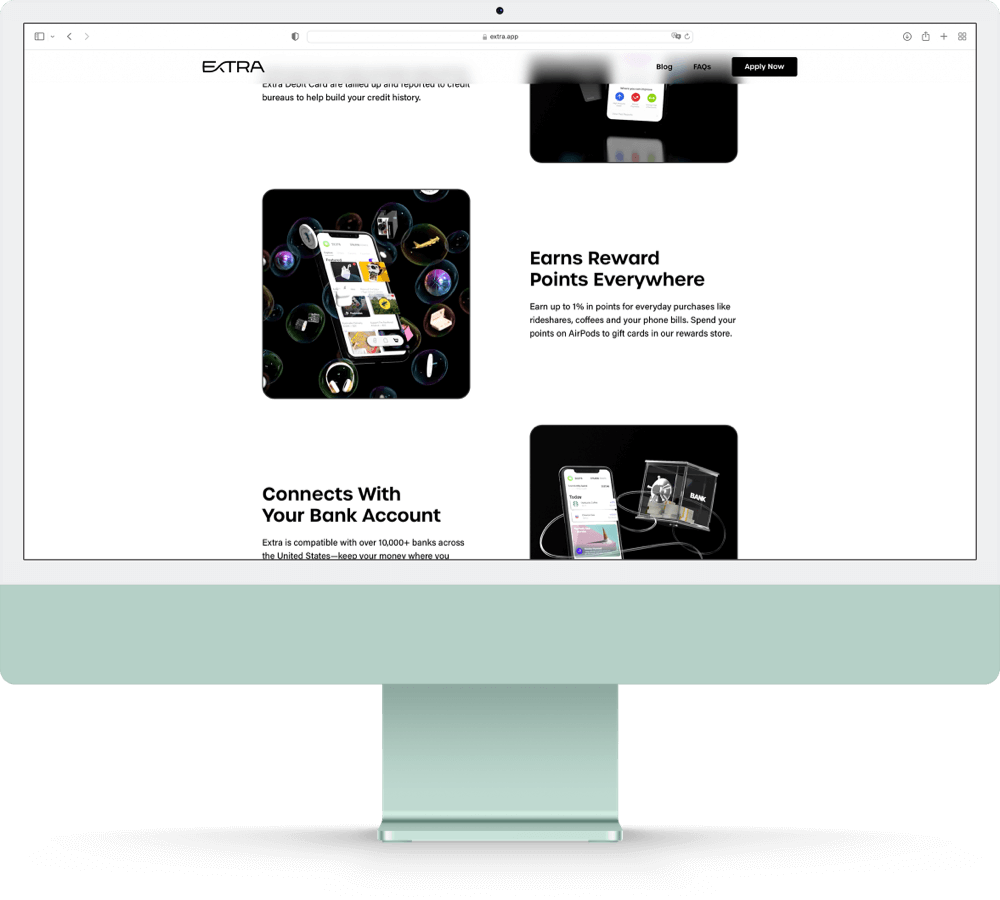 extra.app
EXTRA
Blog
FAQs
Apply Now
Extra Debit Card are tallied up and reported to credit
bureaus to help build your credit history.
Earns Reward
Points Everywhere
Earn up to 1% in points for everyday purchases like
rideshares, coffees and your phone bills. Spend your
points on AirPods to gift cards in our rewards store.
Featured
Connects With
Your Bank Account
Extra is compatible with over 10,000+ banks across
the United States—keep your money where you
Today
BANK